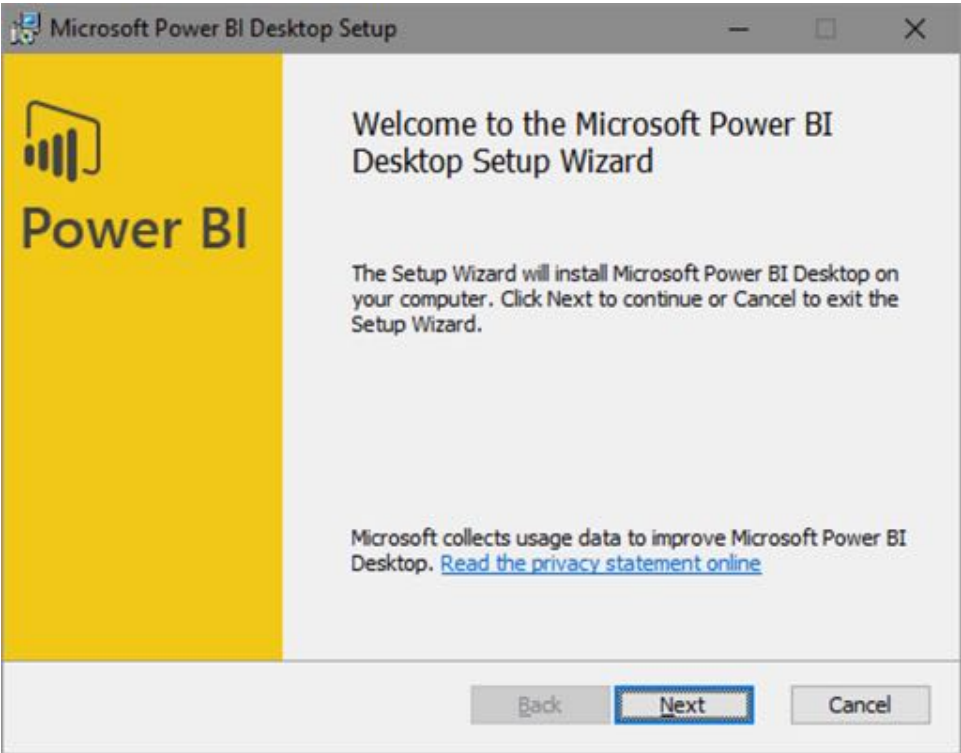 Microsoft Power BI Desktop Setup
Power BI
Welcome to the Microsoft Power BI
Desktop Setup Wizard
The Setup Wizard will install Microsoft Power BI Desktop on
your computer. Click Next to continue or Cancel to exit the
Setup Wizard.
Microsoft collects usage data to improve Microsoft Power BI
Desktop. Read the privacy statement online
Back Next Cancel